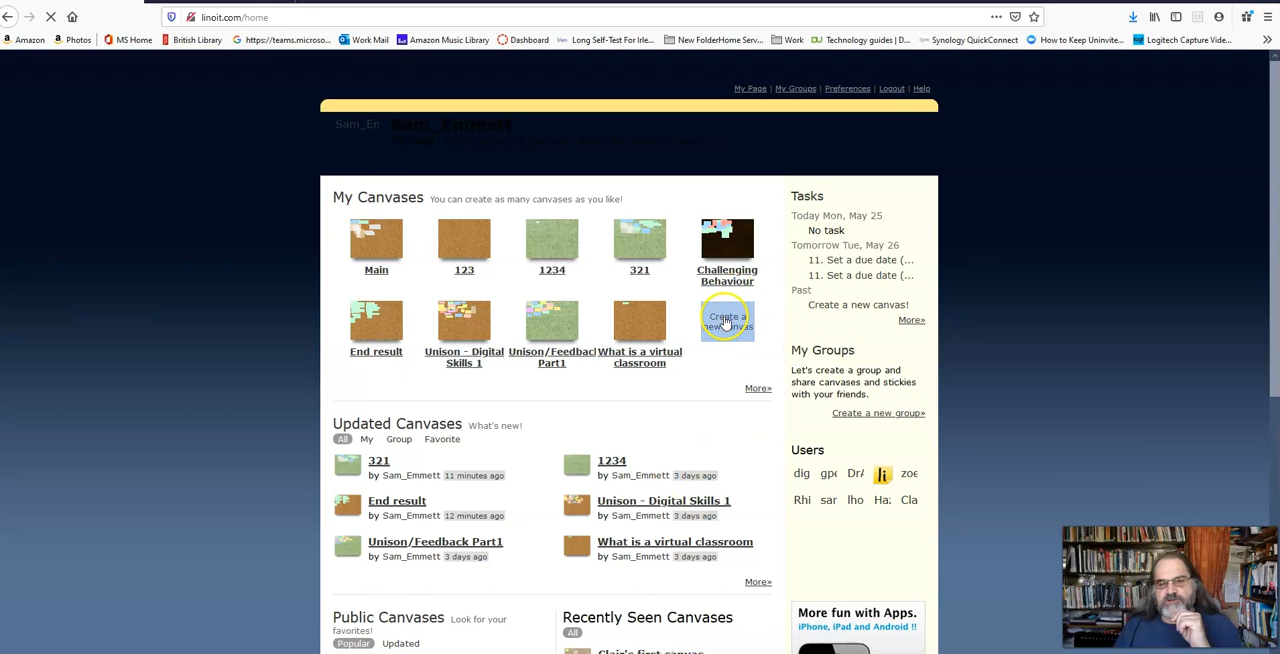 linoit.com/home
Amazon Photos MS Home British Library https://teams.microso... Work Mail Amazon Music Library Dashboard Long Self-Test For Irle... New FolderHome Serv... Work Technology guides | D... Synology QuickConnect How to Keep Uninvite... Logitech Capture Vide...
My Page | My Groups | Preferences | Logout | Help
Sam_Er Sam_Emmett
My Canvases You can create as many canvases as you like!
Main 123 1234 321 Challenging
Behaviour
Create a
new canvas
End result Unison - Digital Unison/Feedbac What is a virtual
Skills 1 Part1 classroom
More»
Updated Canvases What's new!
All My Group Favorite
321
by Sam_Emmett 11 minutes ago
1234
by Sam_Emmett 3 days ago
End result
by Sam_Emmett 12 minutes ago
Unison - Digital Skills 1
by Sam_Emmett 3 days ago
Unison/Feedback Part1
by Sam_Emmett 3 days ago
What is a virtual classroom
by Sam_Emmett 3 days ago
More»
Public Canvases Look for your
favorites!
Popular Updated
Recently Seen Canvases
All
Clair's first canvas
Tasks
Today Mon, May 25
No task
Tomorrow Tue, May 26
11. Set a due date (...
11. Set a due date (...
Past
Create a new canvas!
More»
My Groups
Let's create a group and
share canvases and stickies
with your friends.
Create a new group»
Users
dig gpe DrA li zoe
Rhi sar lho Ha: Cla
More fun with Apps.
iPhone, iPad and Android !!